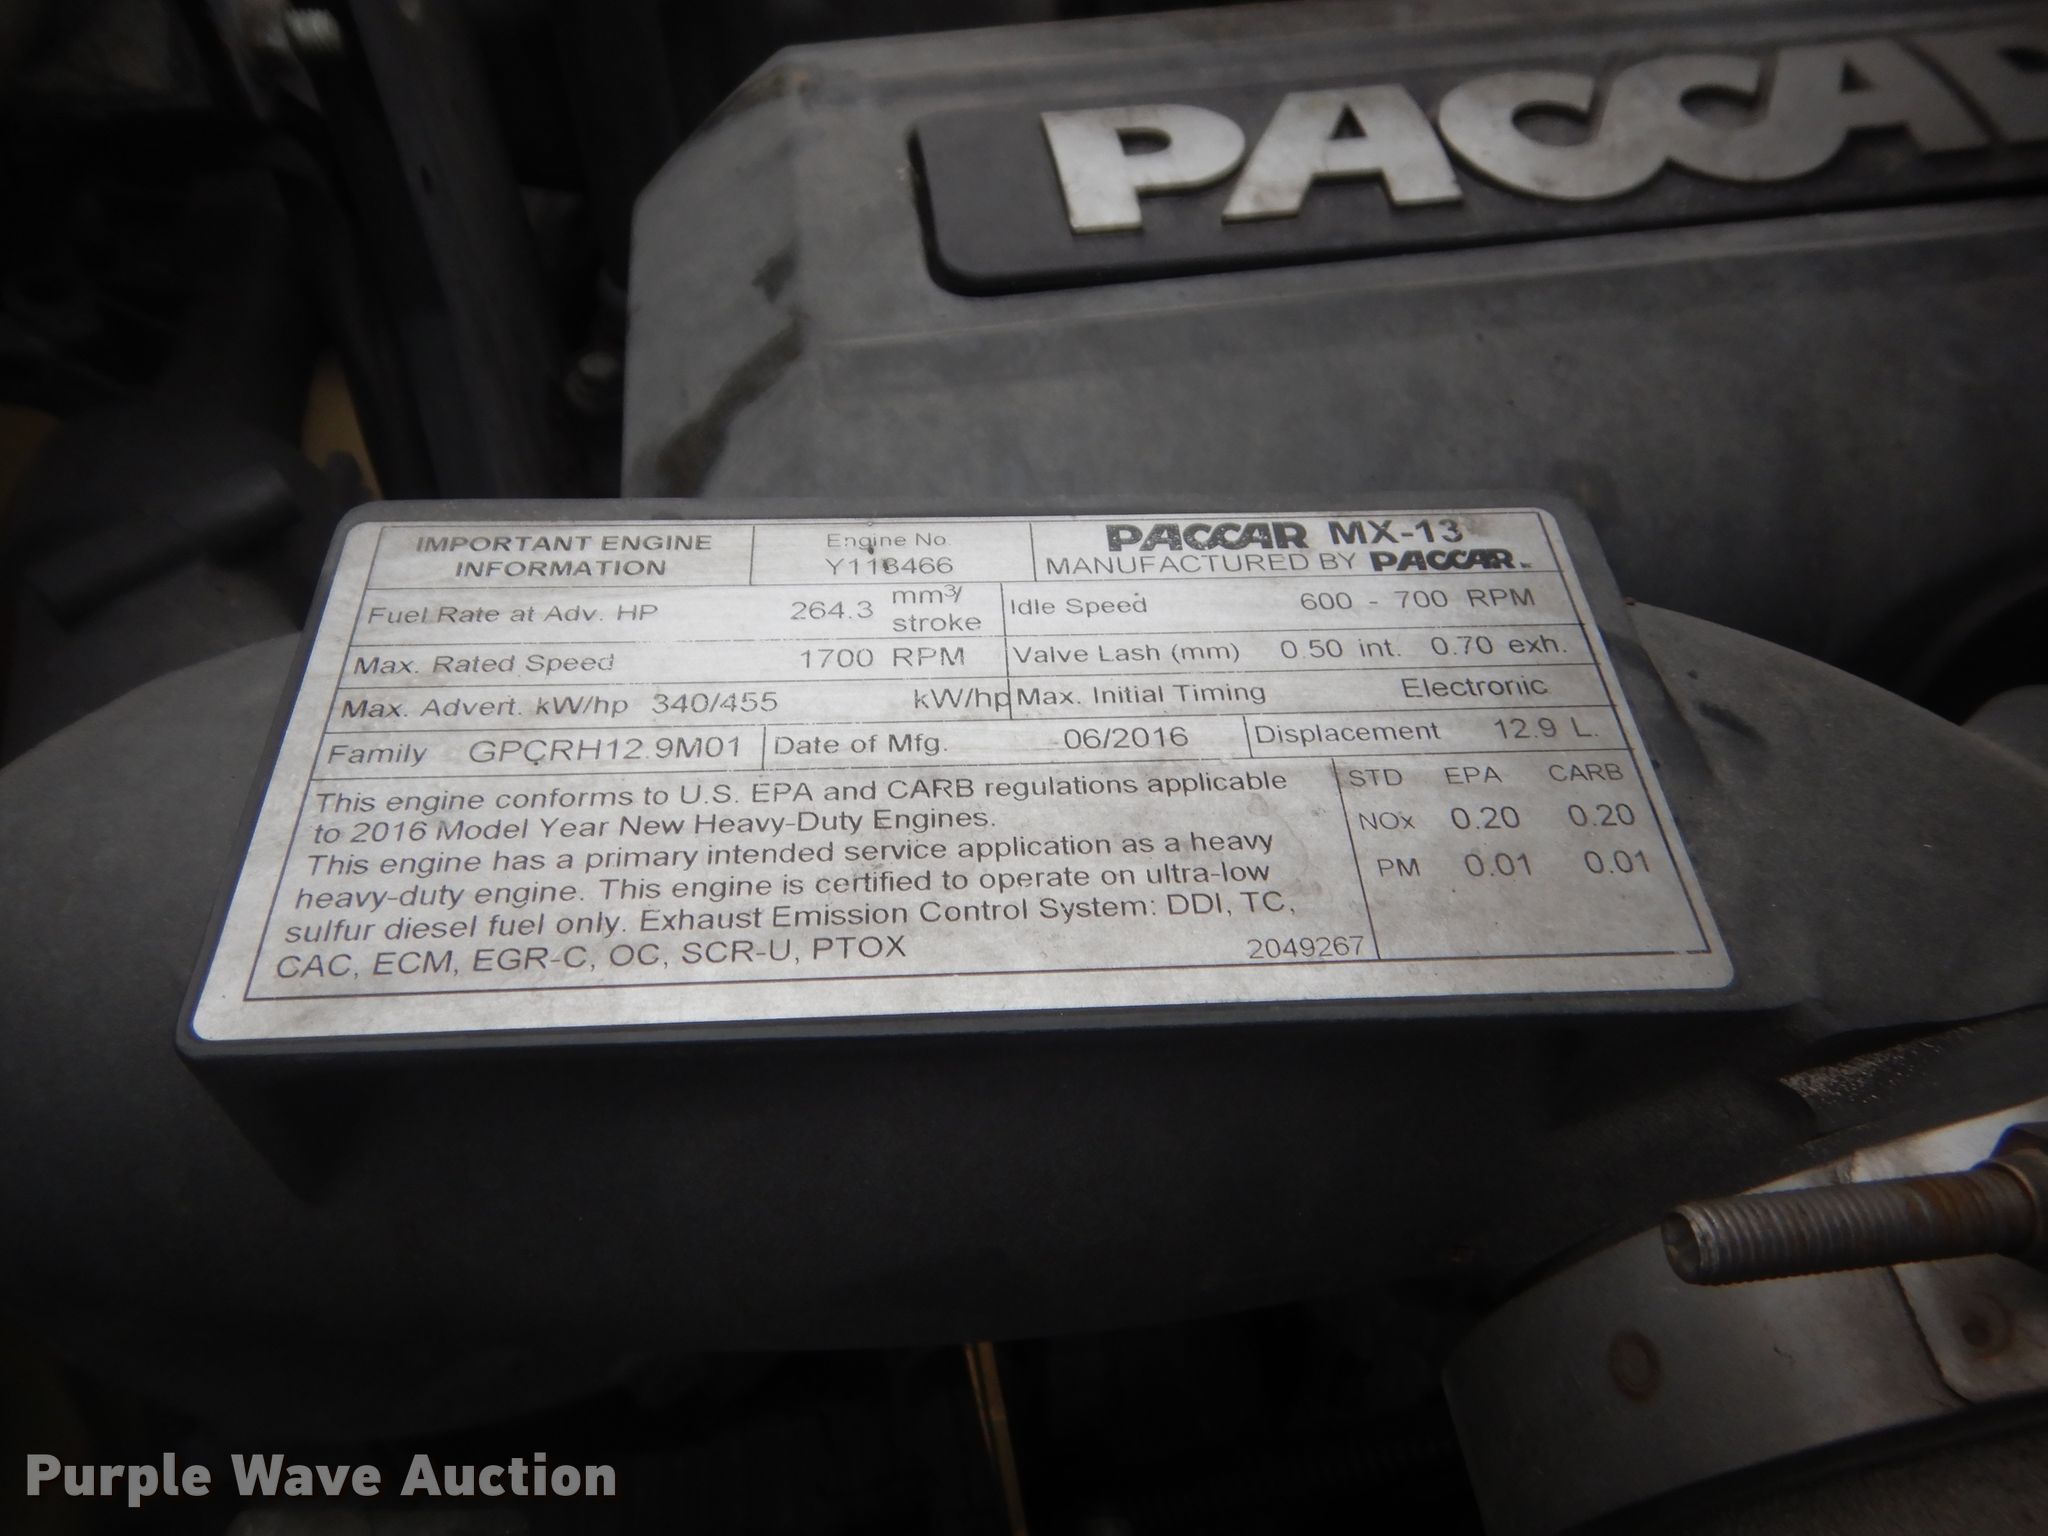 PACCAR
IMPORTANT ENGINE
INFORMATION
Engine No.
Y118466
PACCAR MX-13
MANUFACTURED BY PACCAR INC
Fuel Rate at Adv. HP 264.3 mm3/
stroke
Idle Speed 600 - 700 RPM
Max. Rated Speed 1700 RPM
Valve Lash (mm) 0.50 int. 0.70 exh.
Max. Advert. kW/hp 340/455 kW/hp
Max. Initial Timing Electronic
Family GPCRH12.9M01
Date of Mfg. 06/2016
Displacement 12.9 L.
This engine conforms to U.S. EPA and CARB regulations applicable
to 2016 Model Year New Heavy-Duty Engines.
This engine has a primary intended service application as a heavy
heavy-duty engine. This engine is certified to operate on ultra-low
sulfur diesel fuel only. Exhaust Emission Control System: DDI, TC,
CAC, ECM, EGR-C, OC, SCR-U, PTOX
2049267
STD EPA CARB
NOx 0.20 0.20
PM 0.01 0.01
Purple Wave Auction